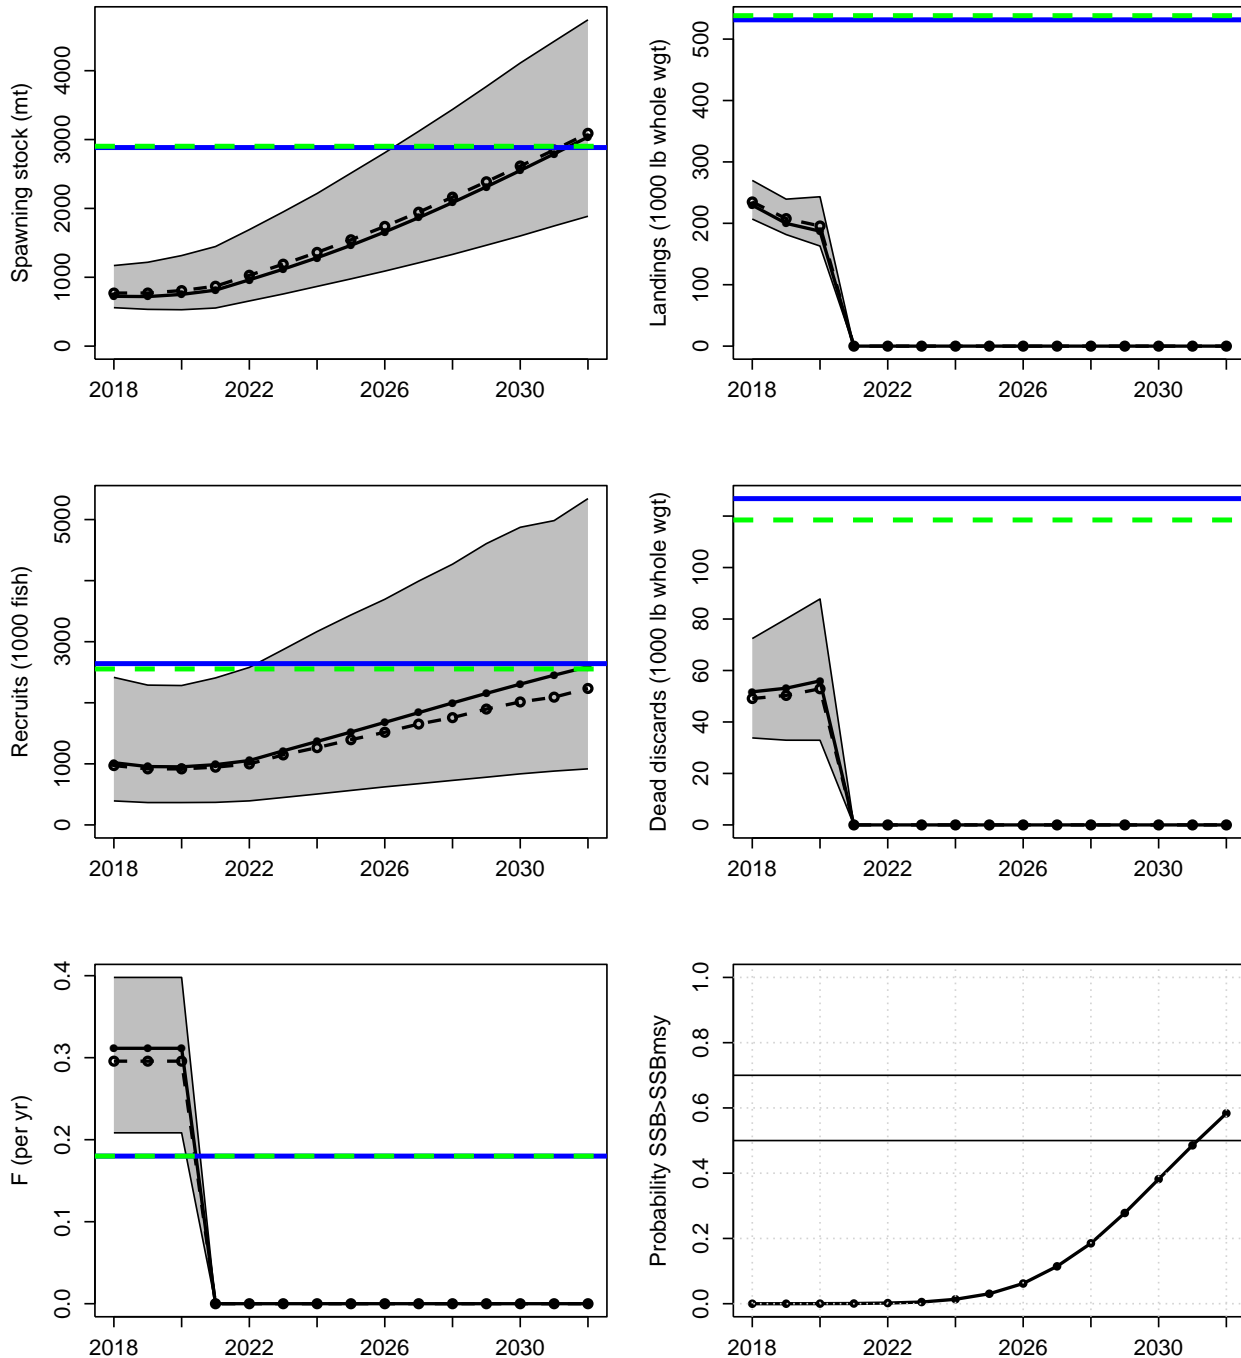 Spawning stock (mt)
0 1000 2000 3000 4000
2018 2022 2026 2030
Landings (1000 lb whole wgt)
0 100 200 300 400 500
2018 2022 2026 2030
Recruits (1000 fish)
0 1000 3000 5000
2018 2022 2026 2030
Dead discards (1000 lb whole wgt)
0 20 40 60 80 100
2018 2022 2026 2030
F (per yr)
0.0 0.1 0.2 0.3 0.4
2018 2022 2026 2030
Probability SSB>SSBmsy
0.0 0.2 0.4 0.6 0.8 1.0
2018 2022 2026 2030